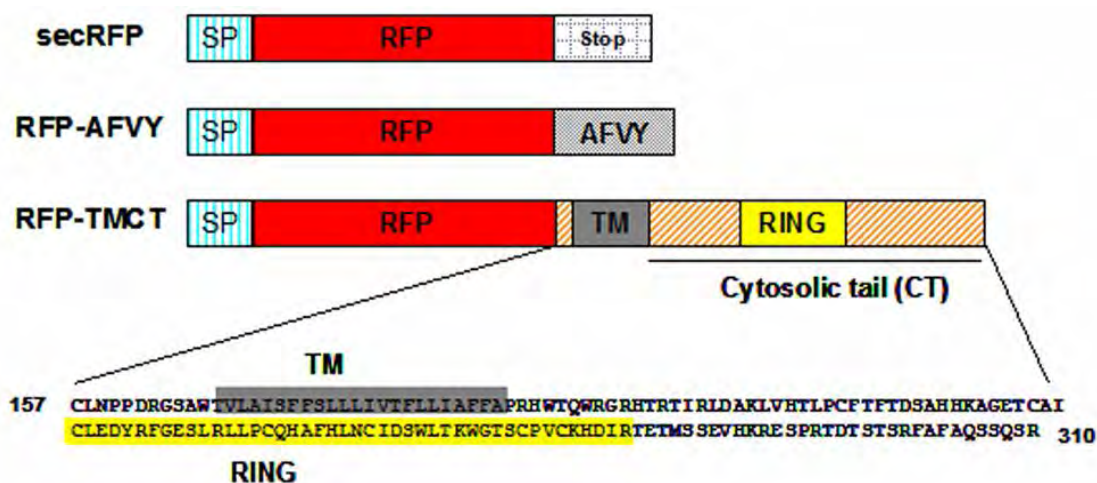 secRFP SP RFP Stop
RFP-AFVY SP RFP AFVY
RFP-TMCT SP RFP TM RING
Cytosolic tail (CT)
TM
157 CLNPPDRGSAWTVLAISFFSLLLIVTFLLIAFFAPRHWTQWRGRHTRTIRLDAKLVHTLPCFTFTDSAHHKAGETCAI
CLEDYRFGESLRLLPCQHAFHLNCIDSWLTKWGTSCPVCKHDIRTETMSSEVHKRESPRTDTSTSRFAFAQSSQSR 310
RING